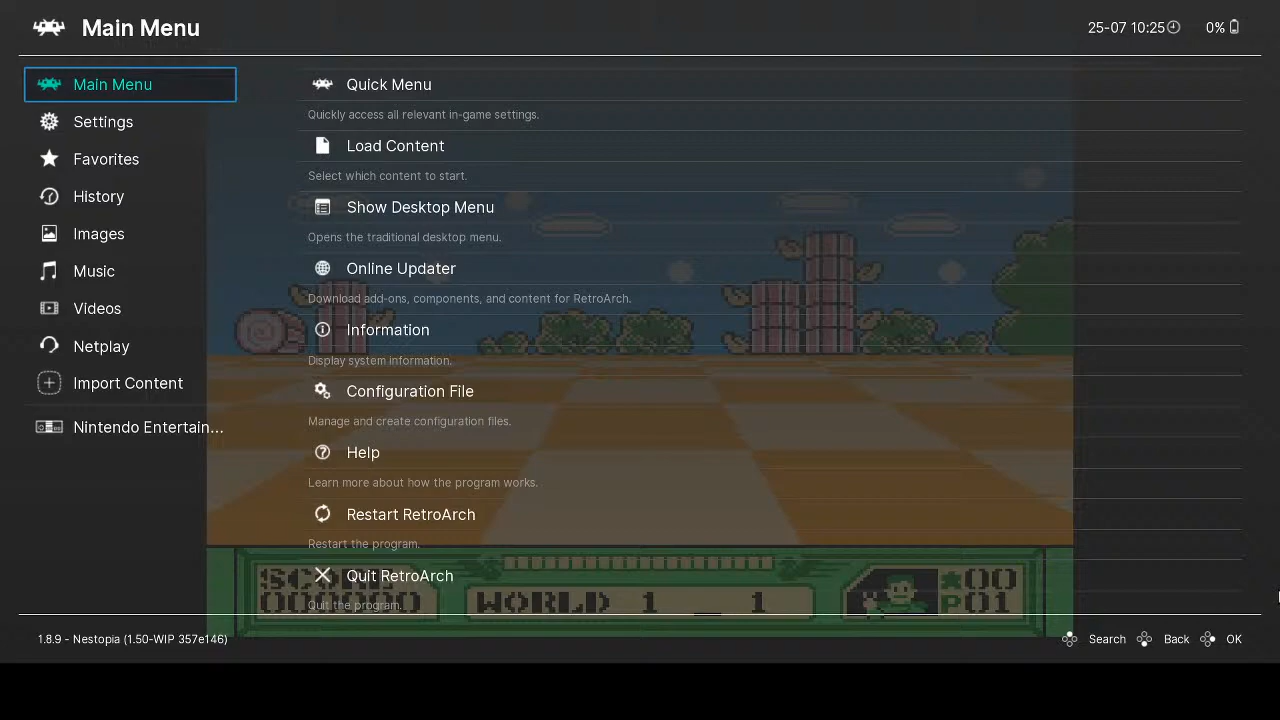 Main Menu
25-07 10:25
0%
Main Menu
Settings
Favorites
History
Images
Music
Videos
Netplay
Import Content
Nintendo Entertain...
Quick Menu
Quickly access all relevant in-game settings.
Load Content
Select which content to start.
Show Desktop Menu
Opens the traditional desktop menu.
Online Updater
Download add-ons, components, and content for RetroArch.
Information
Display system information.
Configuration File
Manage and create configuration files.
Help
Learn more about how the program works.
Restart RetroArch
Restart the program.
Quit RetroArch
Quit the program.
SCORE
000000
WORLD 1 _ 1
00
P01
1.8.9 - Nestopia (1.50-WIP 357e146)
Search Back OK